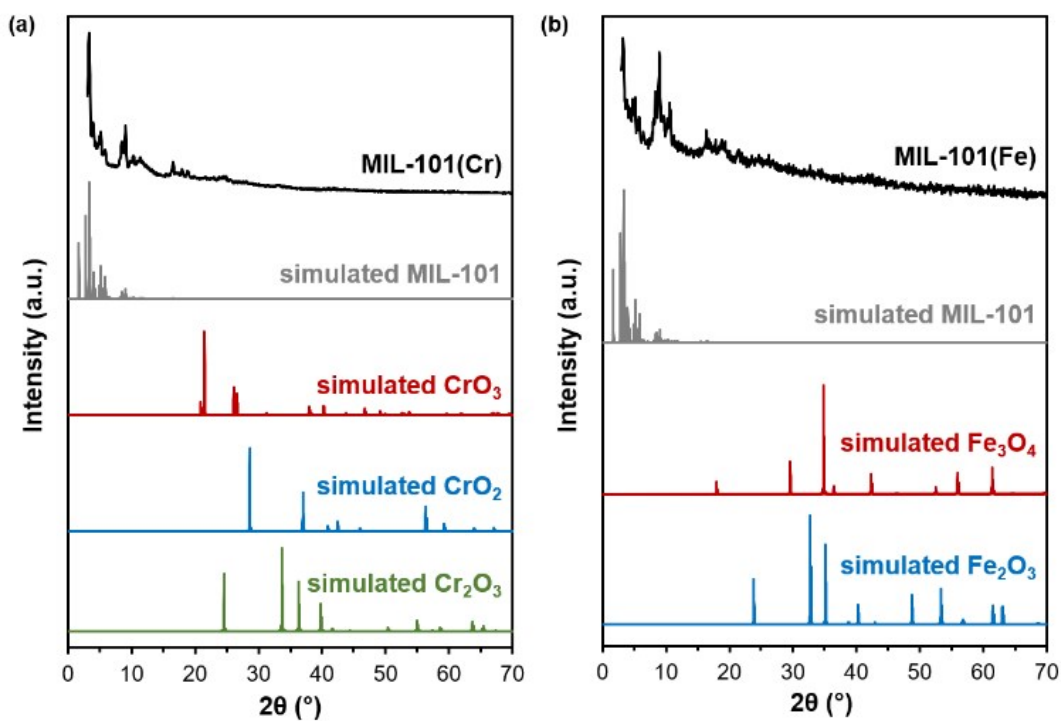 (a)
Intensity (a.u.)
MIL-101(Cr)
simulated MIL-101
simulated CrO₃
simulated CrO₂
simulated Cr₂O₃
0 10 20 30 40 50 60 70
2θ (°)
(b)
Intensity (a.u.)
MIL-101(Fe)
simulated MIL-101
simulated Fe₃O₄
simulated Fe₂O₃
0 10 20 30 40 50 60 70
2θ (°)